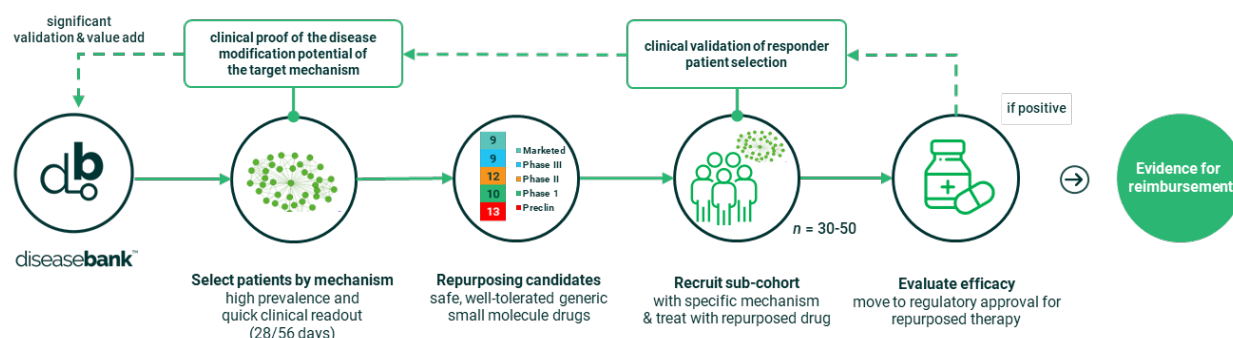 significant
validation & value add
clinical proof of the disease
modification potential of
the target mechanism
clinical validation of responder
patient selection
if positive
db
diseasebank™
9
9
12
10
13
Marketed
Phase III
Phase II
Phase 1
Preclin
n = 30-50
Evidence for
reimbursement
Select patients by mechanism
high prevalence and
quick clinical readout
(28/56 days)
Repurposing candidates
safe, well-tolerated generic
small molecule drugs
Recruit sub-cohort
with specific mechanism
& treat with repurposed drug
Evaluate efficacy
move to regulatory approval for
repurposed therapy